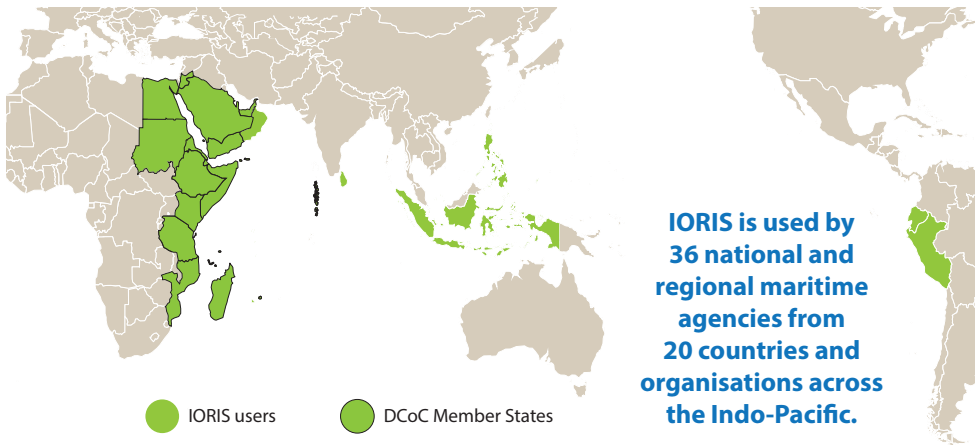 IORIS is used by
36 national and
regional maritime
agencies from
20 countries and
organisations across
the Indo-Pacific.
IORIS users
DCoC Member States